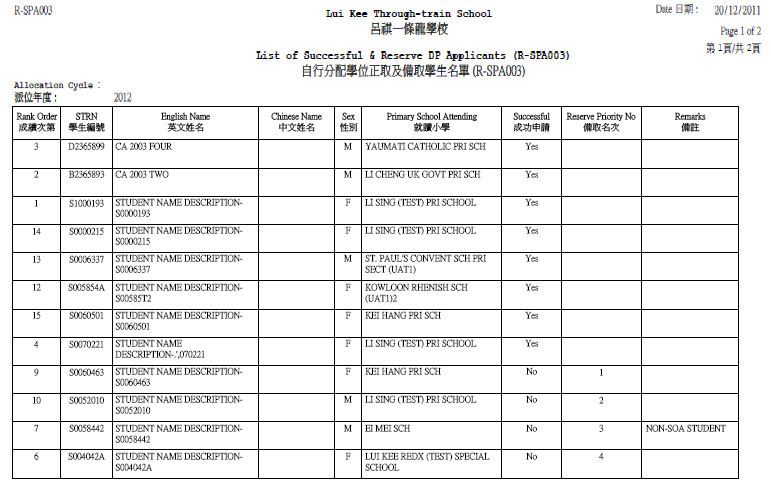 R-SPA003
Lui Kee Through-train School
Date 日期 : 20/12/2011
呂祺一條龍學校
Page 1 of 2
第 1頁/共 2頁
List of Successful & Reserve DP Applicants (R-SPA003)
自行分配學位正取及備取學生名單 (R-SPA003)
Allocation Cycle :
派位年度 : 2012
Rank Order STRN English Name Chinese Name Sex Primary School Attending Successful Reserve Priority No Remarks
成績次第 學生編號 英文姓名 中文姓名 性別 就讀小學 成功申請 備取名次 備註
3 D2365899 CA 2003 FOUR M YAUMATI CATHOLIC PRI SCH Yes
2 B2365893 CA 2003 TWO M LI CHENG UK GOVT PRI SCH Yes
1 S1000193 STUDENT NAME DESCRIPTION- F LI SING (TEST) PRI SCHOOL Yes
S0000193
14 S0000215 STUDENT NAME DESCRIPTION- F LI SING (TEST) PRI SCHOOL Yes
S0000215
13 S0006337 STUDENT NAME DESCRIPTION- M ST. PAUL'S CONVENT SCH PRI Yes
S0006337 SECT (UAT1)
12 S005854A STUDENT NAME DESCRIPTION- F KOWLOON RHENISH SCH Yes
S00585T2 (UAT1)2
15 S0060501 STUDENT NAME DESCRIPTION- F KEI HANG PRI SCH Yes
S0060501
4 S0070221 STUDENT NAME F LI SING (TEST) PRI SCHOOL Yes
DESCRIPTION-.',070221
9 S0060463 STUDENT NAME DESCRIPTION- F KEI HANG PRI SCH No 1
S0060463
10 S0052010 STUDENT NAME DESCRIPTION- M LI SING (TEST) PRI SCHOOL No 2
S0052010
7 S0058442 STUDENT NAME DESCRIPTION- M EI MEI SCH No 3 NON-SOA STUDENT
S0058442
6 S004042A STUDENT NAME DESCRIPTION- F LUI KEE REDX (TEST) SPECIAL No 4
S004042A SCHOOL